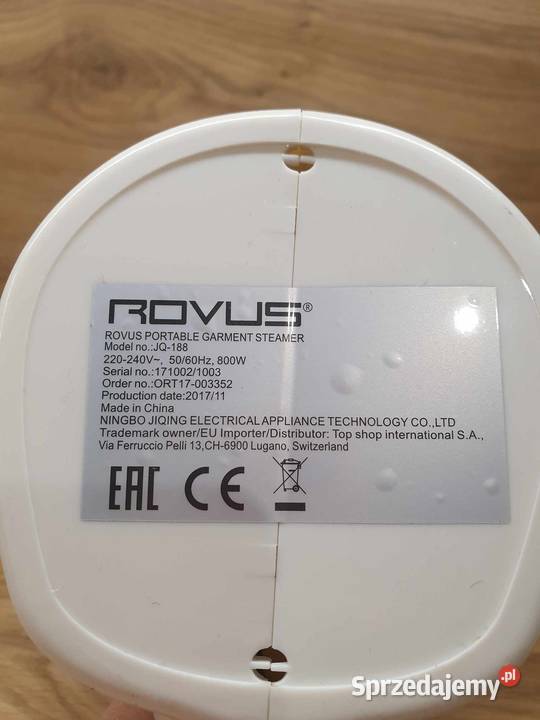 ROVUS®
ROVUS PORTABLE GARMENT STEAMER
Model no.:JQ-188
220-240V~, 50/60Hz, 800W
Serial no.:171002/1003
Order no.:ORT17-003352
Production date:2017/11
Made in China
NINGBO JIQING ELECTRICAL APPLIANCE TECHNOLOGY CO.,LTD
Trademark owner/EU Importer/Distributor: Top shop international S.A.,
Via Ferruccio Pelli 13,CH-6900 Lugano, Switzerland
EAC CE
Sprzedajemy.pl